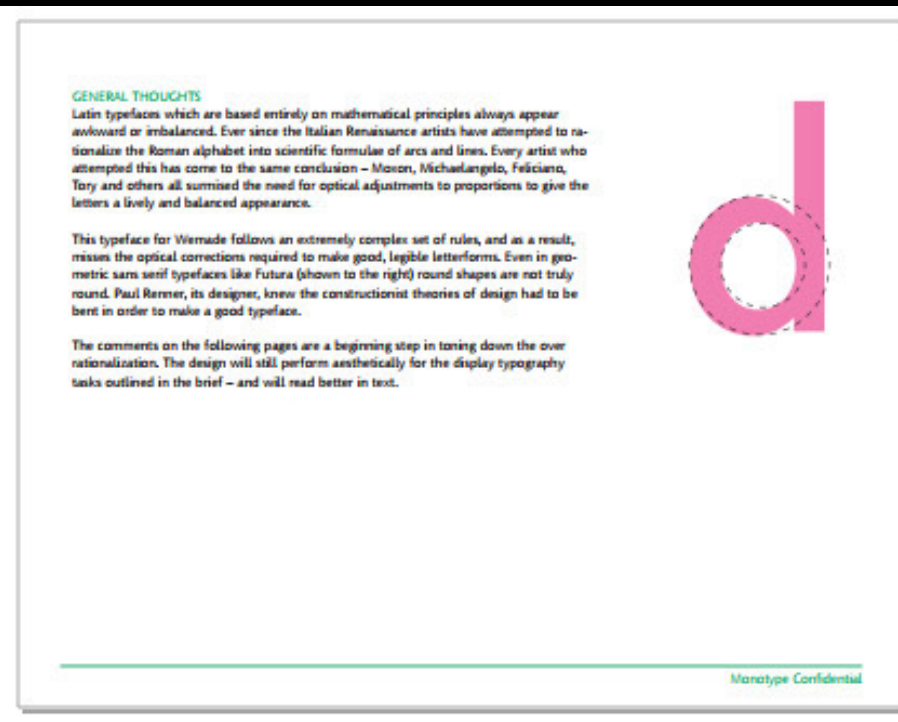 GENERAL THOUGHTS
Latin typefaces which are based entirely on mathematical principles always appear
awkward or imbalanced. Ever since the Italian Renaissance artists have attempted to ra-
tionalize the Roman alphabet into scientific formulae of arcs and lines. Every artist who
attempted this has come to the same conclusion – Moxon, Michaelangelo, Feliciano,
Tory and others all surmised the need for optical adjustments to proportions to give the
letters a lively and balanced appearance.
This typeface for Wemade follows an extremely complex set of rules, and as a result,
misses the optical corrections required to make good, legible letterforms. Even in geo-
metric sans serif typefaces like Futura (shown to the right) round shapes are not truly
round. Paul Renner, its designer, knew the constructionist theories of design had to be
bent in order to make a good typeface.
The comments on the following pages are a beginning step in toning down the over
rationalization. The design will still perform aesthetically for the display typography
tasks outlined in the brief – and will read better in text.
d
Monotype Confidential